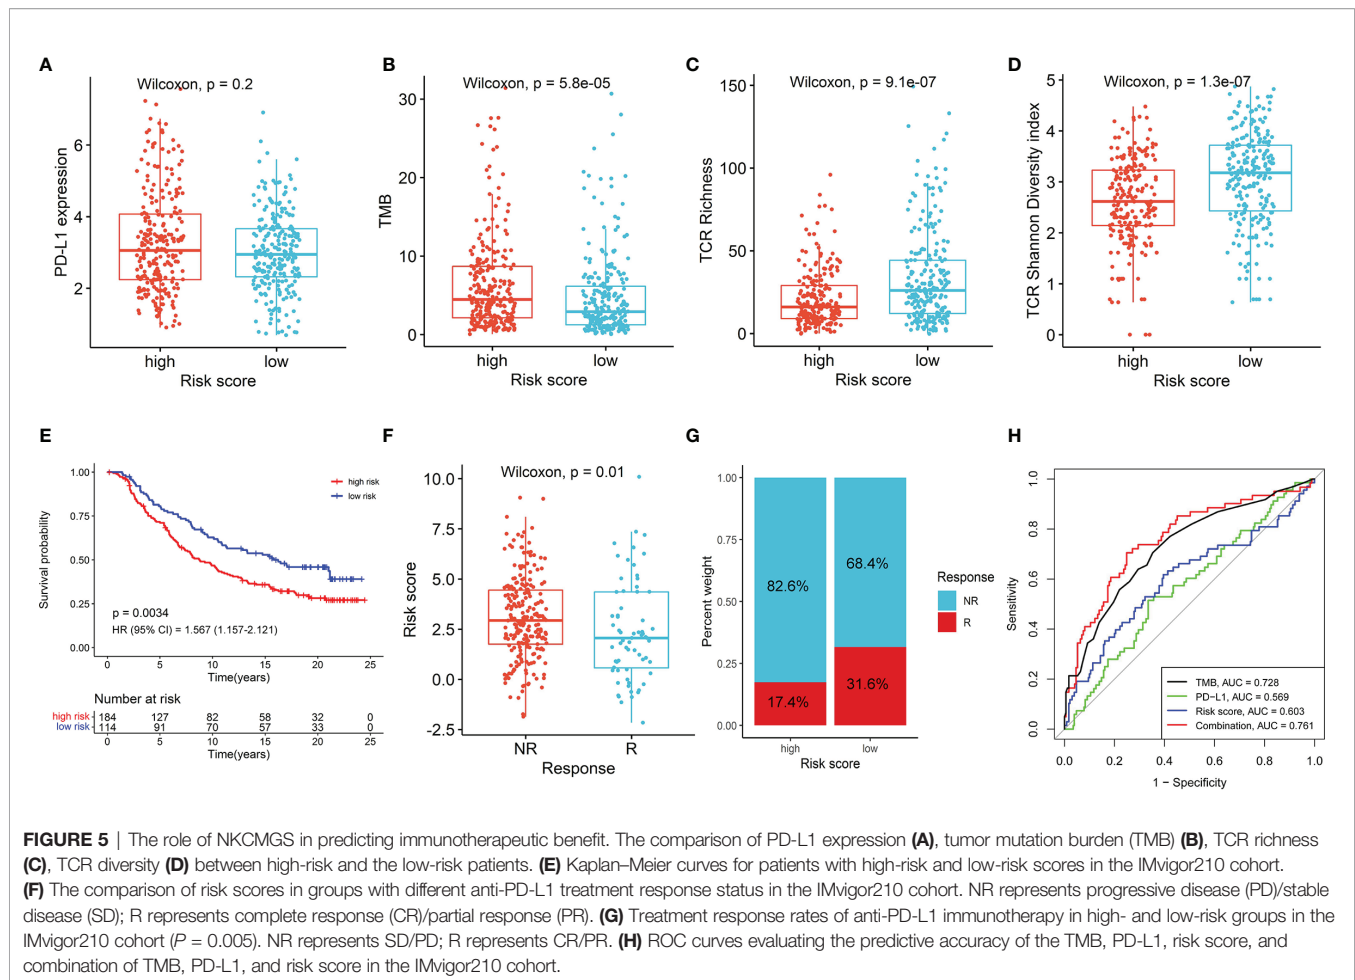 A
Wilcoxon, p = 0.2
PD-L1 expression
6
4
2
high
low
Risk score
B
Wilcoxon, p = 5.8e-05
TMB
30
20
10
0
high
low
Risk score
C
Wilcoxon, p = 9.1e-07
TCR Richness
150
100
50
0
high
low
Risk score
D
Wilcoxon, p = 1.3e-07
TCR Shannon Diversity index
5
4
3
2
1
0
high
low
Risk score
E
Survival probability
1.00
0.75
0.50
0.25
0.00
high risk
low risk
p = 0.0034
HR (95% CI) = 1.567 (1.157-2.121)
0 5 10 15 20 25
Time(years)
Number at risk
high risk 184 127 82 58 32 0
low risk 114 91 70 57 33 0
0 5 10 15 20 25
Time(years)
F
Wilcoxon, p = 0.01
Risk score
10.0
7.5
5.0
2.5
0.0
-2.5
NR
R
Response
G
Percent weight
1.00
0.75
0.50
0.25
0.00
82.6%
17.4%
68.4%
31.6%
high
low
Risk score
Response
NR
R
H
Sensitivity
1.0
0.8
0.6
0.4
0.2
0.0
TMB, AUC = 0.728
PD−L1, AUC = 0.569
Risk score, AUC = 0.603
Combination, AUC = 0.761
0.0 0.2 0.4 0.6 0.8 1.0
1 − Specificity
FIGURE 5 | The role of NKCMGS in predicting immunotherapeutic benefit. The comparison of PD-L1 expression (A), tumor mutation burden (TMB) (B), TCR richness
(C), TCR diversity (D) between high-risk and the low-risk patients. (E) Kaplan–Meier curves for patients with high-risk and low-risk scores in the IMvigor210 cohort.
(F) The comparison of risk scores in groups with different anti-PD-L1 treatment response status in the IMvigor210 cohort. NR represents progressive disease (PD)/stable
disease (SD); R represents complete response (CR)/partial response (PR). (G) Treatment response rates of anti-PD-L1 immunotherapy in high- and low-risk groups in the
IMvigor210 cohort (P = 0.005). NR represents SD/PD; R represents CR/PR. (H) ROC curves evaluating the predictive accuracy of the TMB, PD-L1, risk score, and
combination of TMB, PD-L1, and risk score in the IMvigor210 cohort.